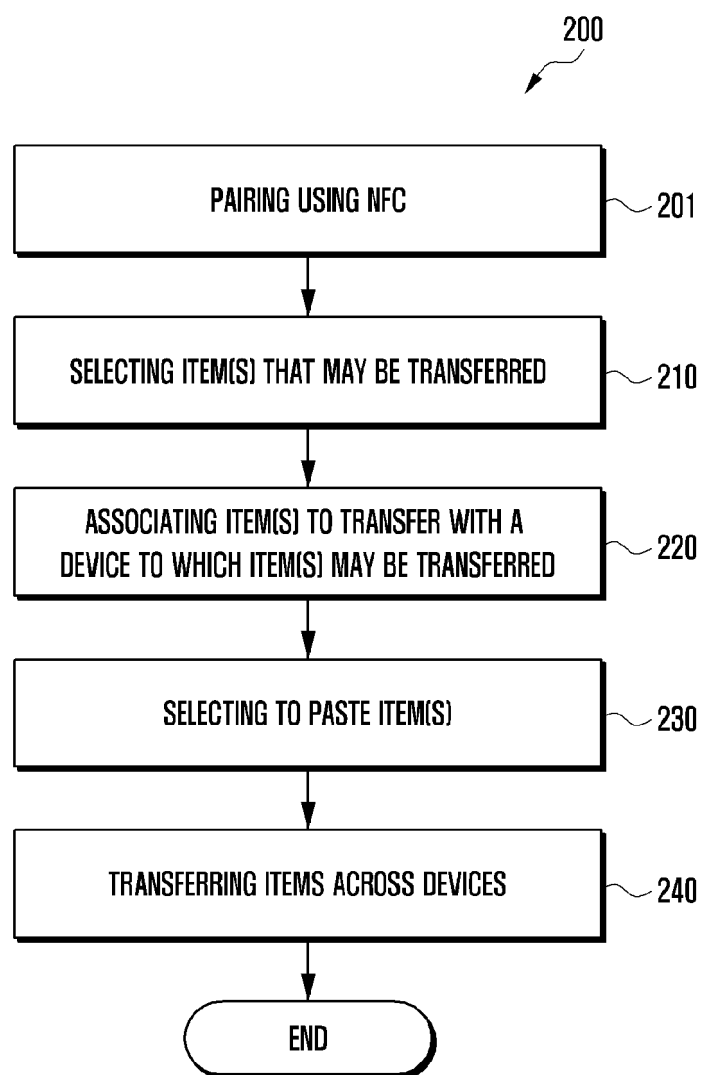 200
PAIRING USING NFC
201
SELECTING ITEM(S) THAT MAY BE TRANSFERRED
210
ASSOCIATING ITEM(S) TO TRANSFER WITH A
DEVICE TO WHICH ITEM(S) MAY BE TRANSFERRED
220
SELECTING TO PASTE ITEM(S)
230
TRANSFERRING ITEMS ACROSS DEVICES
240
END